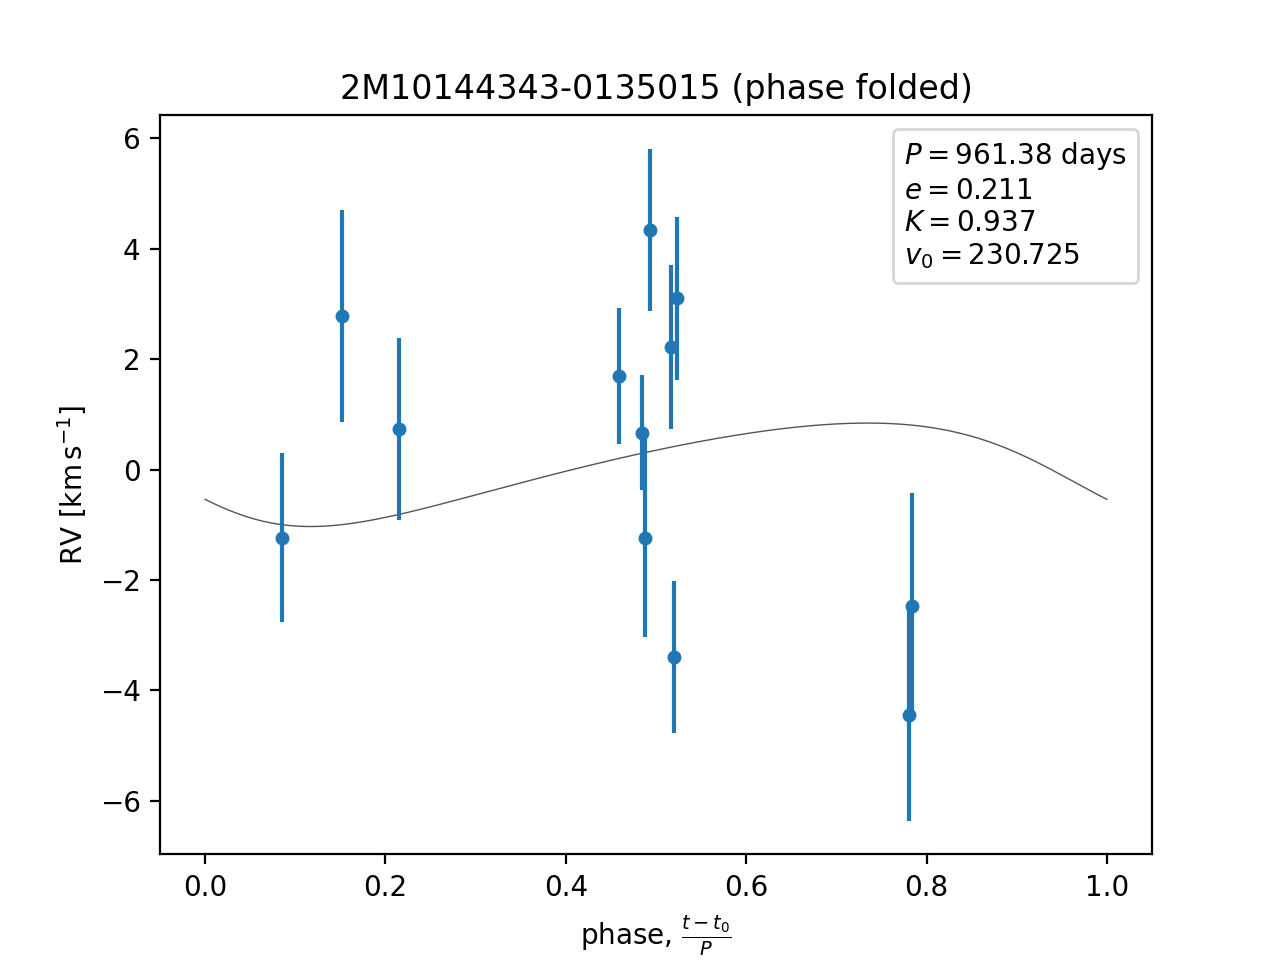 2M10144343-0135015 (phase folded)
P = 961.38 days
e = 0.211
K = 0.937
v₀ = 230.725
RV [km s⁻¹]
6
4
2
0
−2
−4
−6
0.0 0.2 0.4 0.6 0.8 1.0
phase, (t − t₀)/P